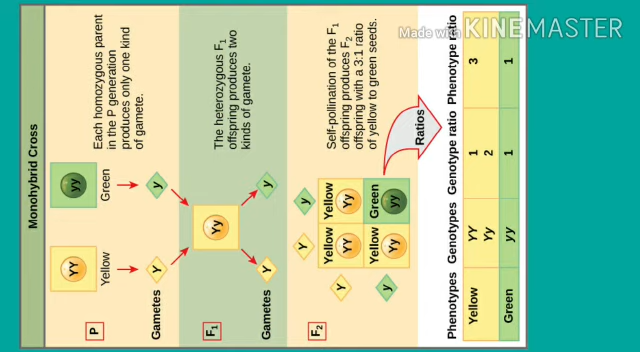 Made with KINEMASTER
Monohybrid Cross
P
YY
yy
Yellow
Green
Each homozygous parent
in the P generation
produces only one kind
of gamete.
Gametes
Y
y
F1
Yy
The heterozygous F1
offspring produces two
kinds of gamete.
Gametes
Y
y
F2
Y
y
Self-pollination of the F1
offspring produces F2
offspring with a 3:1 ratio
of yellow to green seeds.
Y
Yellow
Yellow
YY
Yy
y
Yellow
Green
Yy
yy
Ratios
Phenotypes Genotypes Genotype ratio Phenotype ratio
Yellow YY 1 3
Yy 2
Green yy 1 1